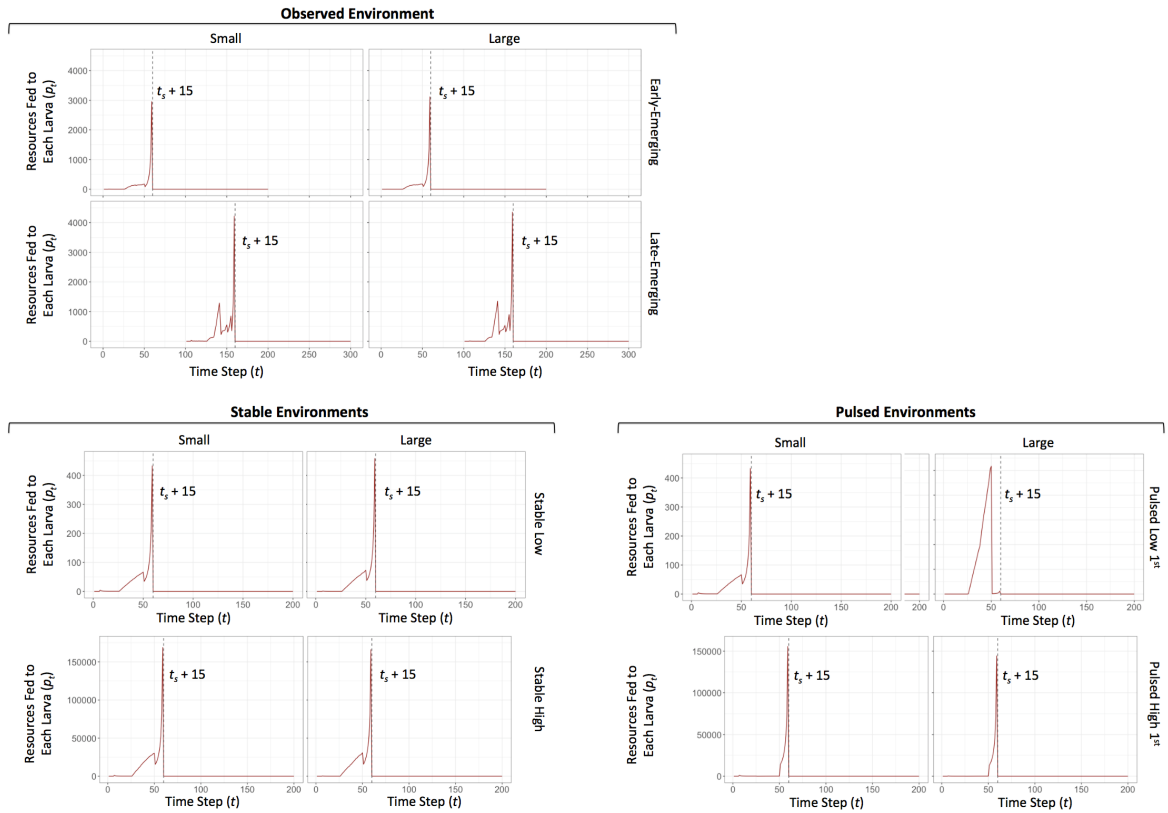 Observed Environment
Small
Large
Resources Fed to
Each Larva (pt)
4000
3000
2000
1000
0
ts + 15
ts + 15
Early-Emerging
Resources Fed to
Each Larva (pt)
4000
3000
2000
1000
0
ts + 15
ts + 15
Late-Emerging
0 50 100 150 200 250 300
0 50 100 150 200 250 300
Time Step (t)
Time Step (t)
Stable Environments
Small
Large
Resources Fed to
Each Larva (pt)
400
300
200
100
0
ts + 15
ts + 15
Stable Low
0 50 100 150 200
0 50 100 150 200
Time Step (t)
Time Step (t)
Resources Fed to
Each Larva (pt)
150000
100000
50000
0
ts + 15
ts + 15
Stable High
0 50 100 150 200
0 50 100 150 200
Time Step (t)
Time Step (t)
Pulsed Environments
Small
Large
Resources Fed to
Each Larva (pt)
400
300
200
100
0
ts + 15
ts + 15
Pulsed Low 1st
0 50 100 150 200 200
0 50 100 150 200
Time Step (t)
Time Step (t)
Resources Fed to
Each Larva (pt)
150000
100000
50000
0
ts + 15
ts + 15
Pulsed High 1st
0 50 100 150 200
0 50 100 150 200
Time Step (t)
Time Step (t)